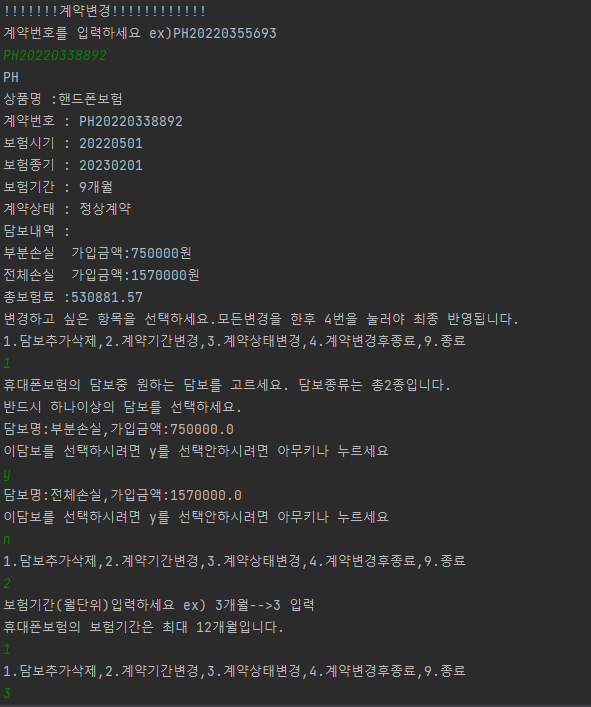 !!!!!!!계약변경!!!!!!!!!!!!
계약번호를 입력하세요 ex)PH20220355693
PH20220338892
PH
상품명 :핸드폰보험
계약번호 : PH20220338892
보험시기 : 20220501
보험종기 : 20230201
보험기간 : 9개월
계약상태 : 정상계약
담보내역 :
부분손실  가입금액:750000원
전체손실  가입금액:1570000원
총보험료 :530881.57
변경하고 싶은 항목을 선택하세요.모든변경을 한후 4번을 눌러야 최종 반영됩니다.
1.담보추가삭제,2.계약기간변경,3.계약상태변경,4.계약변경후종료,9.종료
1
휴대폰보험의 담보중 원하는 담보를 고르세요. 담보종류는 총2종입니다.
반드시 하나이상의 담보를 선택하세요.
담보명:부분손실,가입금액:750000.0
이담보를 선택하시려면 y를 선택안하시려면 아무키나 누르세요
y
담보명:전체손실,가입금액:1570000.0
이담보를 선택하시려면 y를 선택안하시려면 아무키나 누르세요
n
1.담보추가삭제,2.계약기간변경,3.계약상태변경,4.계약변경후종료,9.종료
2
보험기간(월단위)입력하세요 ex) 3개월-->3 입력
휴대폰보험의 보험기간은 최대 12개월입니다.
1
1.담보추가삭제,2.계약기간변경,3.계약상태변경,4.계약변경후종료,9.종료
3